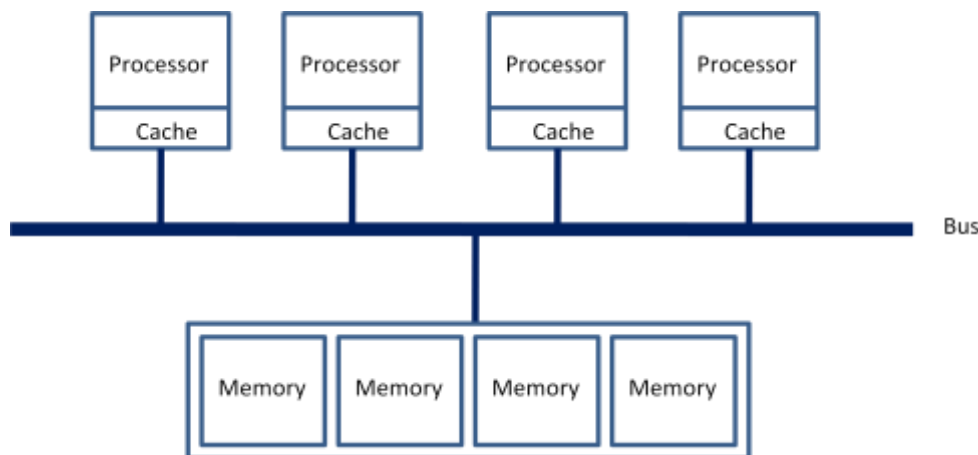 Processor
Processor
Processor
Processor
Cache
Cache
Cache
Cache
Bus
Memory
Memory
Memory
Memory